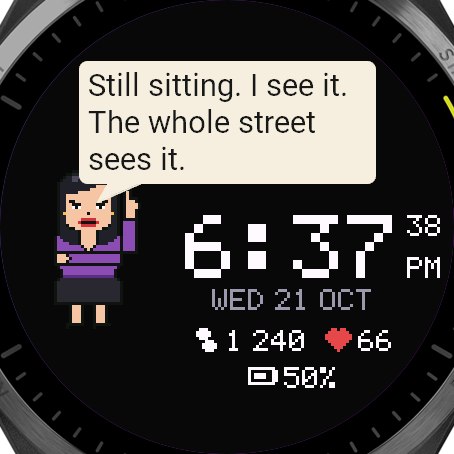 Still sitting. I see it.
The whole street
sees it.
6:37 38 PM
WED 21 OCT
1 240 66
50%